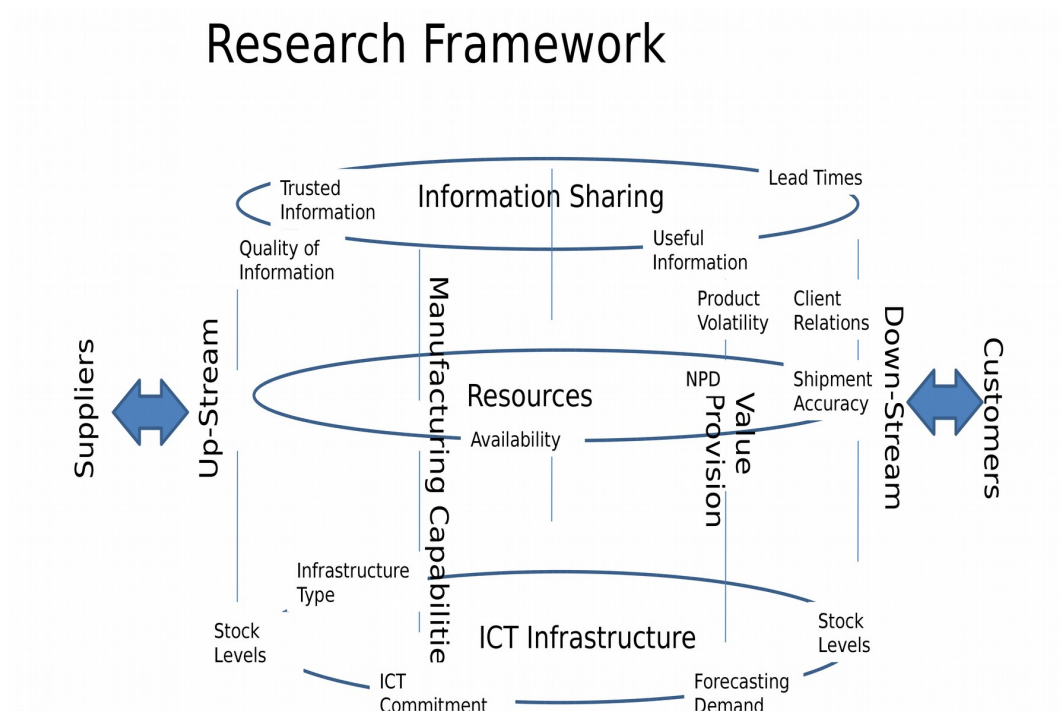 Research Framework
Information Sharing
Trusted
Information
Lead Times
Quality of
Information
Useful
Information
Product
Volatility
Client
Relations
Suppliers
Up-Stream
Manufacturing Capabilitie
Resources
Availability
NPD
Value
Provision
Shipment
Accuracy
Down-Stream
Customers
Infrastructure
Type
Stock
Levels
ICT Infrastructure
Stock
Levels
ICT
Commitment
Forecasting
Demand